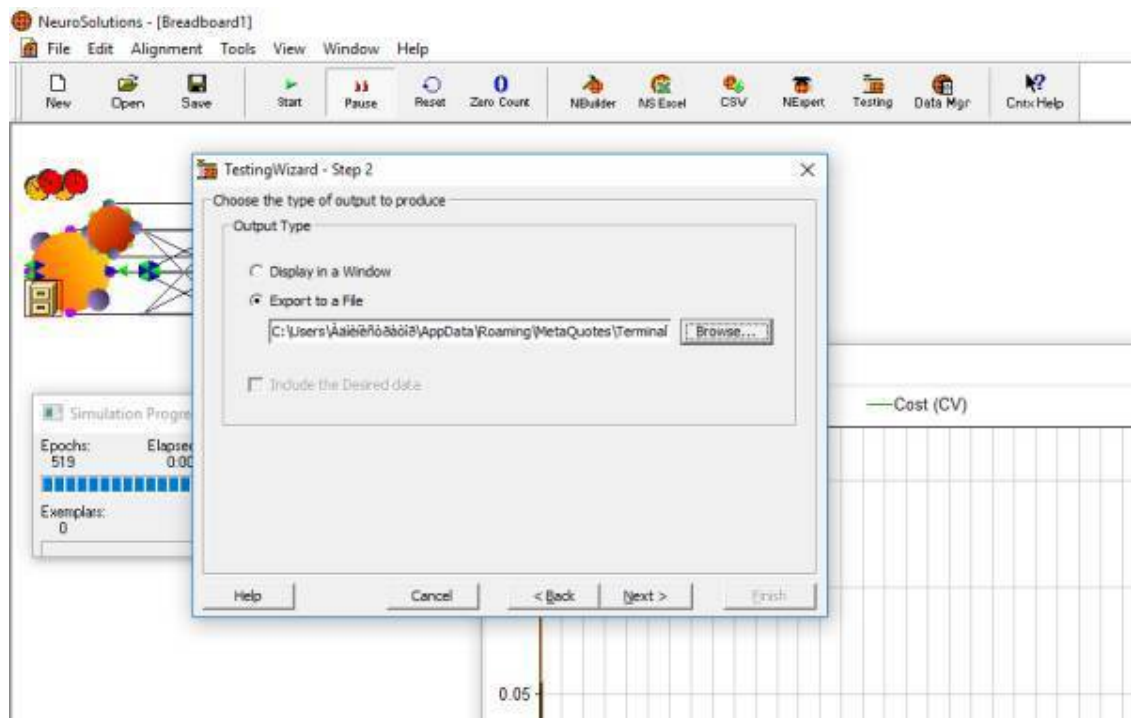 NeuroSolutions - [Breadboard1]
File Edit Alignment Tools View Window Help
New Open Save Start Pause Reset Zero Count NBuilder NS Excel CSV NExpert Testing Data Mgr Cntx Help
TestingWizard - Step 2
Choose the type of output to produce
Output Type
Display in a Window
Export to a File
C:\Users\Àäìèíèñòðàòîð\AppData\Roaming\MetaQuotes\Terminal
Browse...
Include the Desired data
Help Cancel < Back Next > Finish
Simulation Progre
Epochs: Elapse
519 0:00
Exemplars:
0
Cost (CV)
0.05